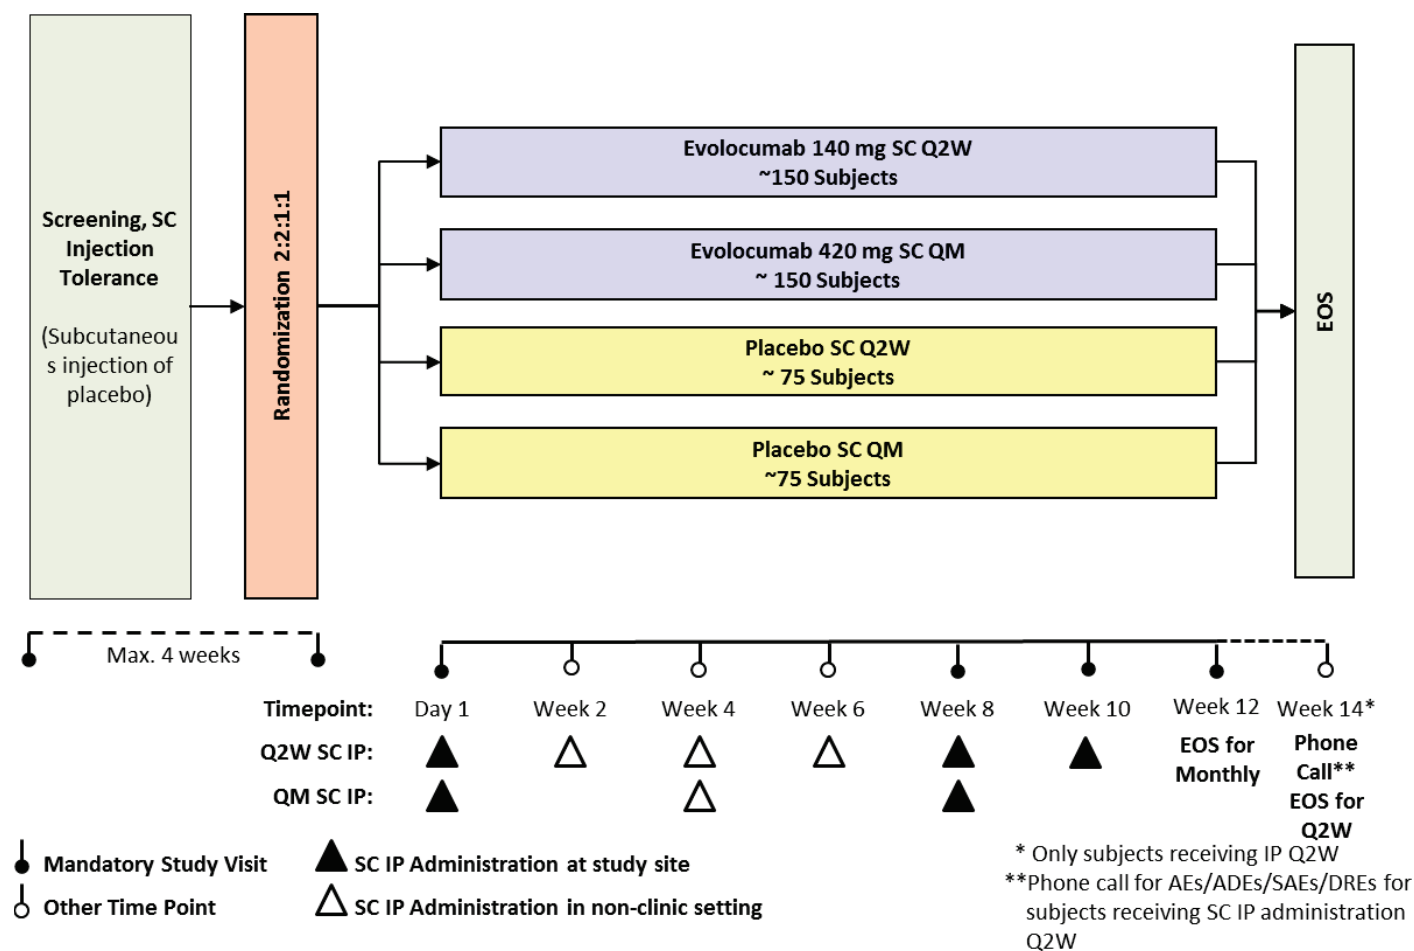 Screening, SC
Injection
Tolerance
(Subcutaneou
s injection of
placebo)
Randomization 2:2:1:1
Evolocumab 140 mg SC Q2W
~150 Subjects
Evolocumab 420 mg SC QM
~ 150 Subjects
Placebo SC Q2W
~ 75 Subjects
Placebo SC QM
~75 Subjects
EOS
Max. 4 weeks
Timepoint: Day 1 Week 2 Week 4 Week 6 Week 8 Week 10 Week 12 Week 14*
Q2W SC IP:
QM SC IP:
EOS for
Monthly
Phone
Call**
EOS for
Q2W
Mandatory Study Visit
Other Time Point
SC IP Administration at study site
SC IP Administration in non-clinic setting
* Only subjects receiving IP Q2W
**Phone call for AEs/ADEs/SAEs/DREs for
subjects receiving SC IP administration
Q2W